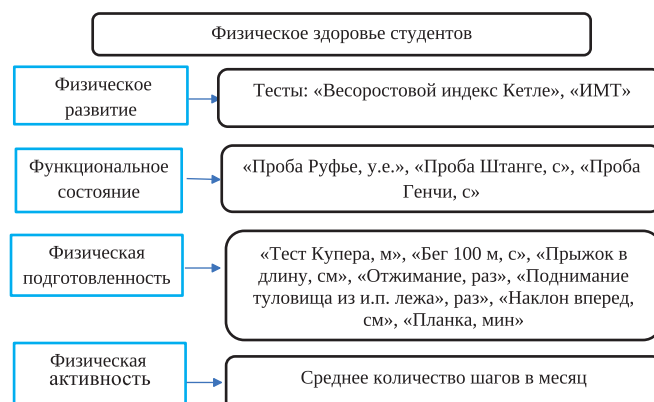 Физическое здоровье студентов
Физическое
развитие
Тесты: «Весоростовой индекс Кетле», «ИМТ»
Функциональное
состояние
«Проба Руфье, у.е.», «Проба Штанге, с», «Проба
Генчи, с»
Физическая
подготовленность
«Тест Купера, м», «Бег 100 м, с», «Прыжок в
длину, см», «Отжимание, раз», «Поднимание
туловища из и.п. лежа», раз», «Наклон вперед,
см», «Планка, мин»
Физическая
активность
Среднее количество шагов в месяц